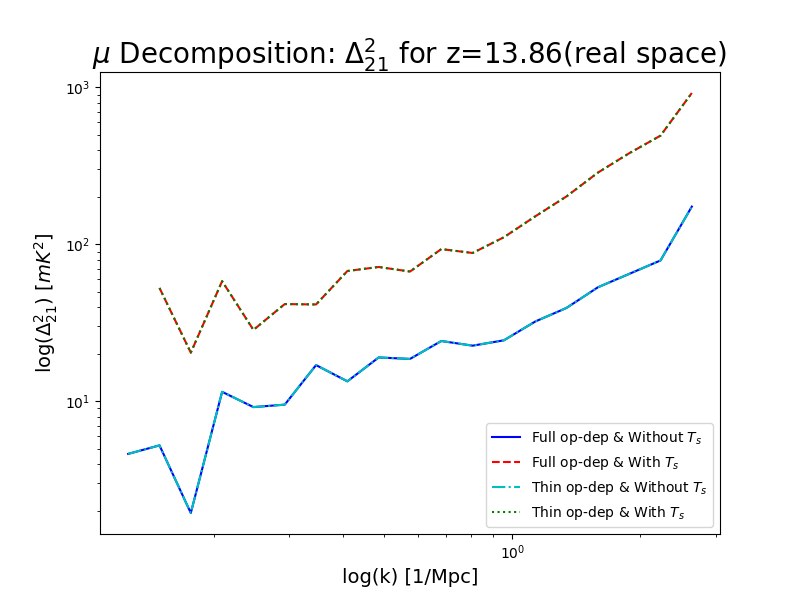 μ Decomposition: Δ²₂₁ for z=13.86(real space)
10³
10²
10¹
log(Δ²₂₁) [mK²]
Full op-dep & Without Tₛ
Full op-dep & With Tₛ
Thin op-dep & Without Tₛ
Thin op-dep & With Tₛ
10⁰
log(k) [1/Mpc]